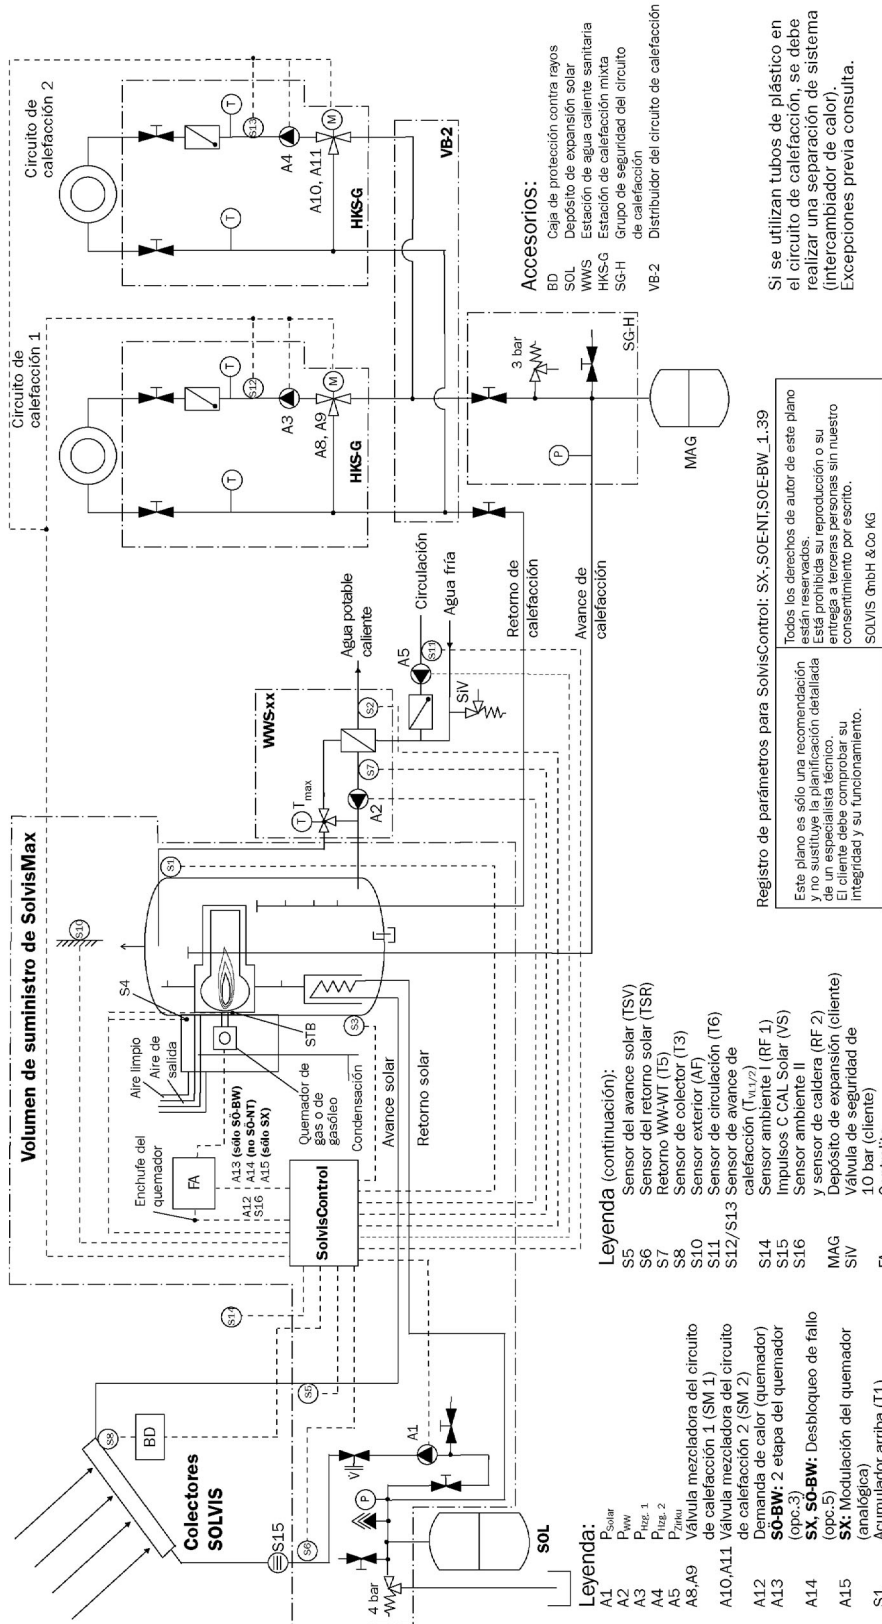 Volumen de suministro de SolvisMax
Colectores
SOLVIS
S8
BD
S15
S6
S5
S14
V
P
4 bar
SOL
A1
Enchufe del
quemador
FA
A12
S16
A13 (sólo SÖ-BW)
A14 (no SÖ-NT)
A15 (sólo SX)
SolvisControl
Aire limpio
Aire de
salida
S4
S10
STB
Quemador de
gas o de
gasóleo
Condensación
S3
S1
Avance solar
Retorno solar
WWS-xx
T
Tmax
A2
S7
S2
Agua potable
caliente
A5
S11
Circulación
Agua fría
SiV
Retorno de
calefacción
Avance de
calefacción
Circuito de
calefacción 1
T
T
S12
A3
M
A8, A9
HKS-G
Circuito de
calefacción 2
T
T
S13
A4
M
A10, A11
HKS-G
VB-2
P
3 bar
SG-H
MAG
Accesorios:
BD Caja de protección contra rayos
SOL Depósito de expansión solar
WWS Estación de agua caliente sanitaria
HKS-G Estación de calefacción mixta
SG-H Grupo de seguridad del circuito
de calefacción
VB-2 Distribuidor del circuito de calefacción
Si se utilizan tubos de plástico en
el circuito de calefacción, se debe
realizar una separación de sistema
(intercambiador de calor).
Excepciones previa consulta.
Leyenda:
A1 PSolar
A2 PWW
A3 PHzg. 1
A4 PHzg. 2
A5 PZirku
A8,A9 Válvula mezcladora del circuito
de calefacción 1 (SM 1)
A10,A11 Válvula mezcladora del circuito
de calefacción 2 (SM 2)
A12 Demanda de calor (quemador)
A13 SÖ-BW: 2 etapa del quemador
(opc.3)
A14 SX, SÖ-BW: Desbloqueo de fallo
(opc.5)
A15 SX: Modulación del quemador
(analógica)
S1 Acumulador arriba (T1)
Leyenda (continuación):
S5 Sensor del avance solar (TSV)
S6 Sensor del retorno solar (TSR)
S7 Retorno WW-WT (T5)
S8 Sensor de colector (T3)
S10 Sensor exterior (AF)
S11 Sensor de circulación (T6)
S12/S13 Sensor de avance de
calefacción (TVL1/2)
S14 Sensor ambiente I (RF 1)
S15 Impulsos C CAL Solar (VS)
S16 Sensor ambiente II
y sensor de caldera (RF 2)
MAG Depósito de expansión (cliente)
SiV Válvula de seguridad de
10 bar (cliente)
FA
Registro de parámetros para SolvisControl: SX-,SOE-NT,SOE-BW_1.39
Este plano es sólo una recomendación
y no sustituye la planificación detallada
de un especialista técnico.
El cliente debe comprobar su
integridad y su funcionamiento.
Todos los derechos de autor de este plano
están reservados.
Está prohibida su reproducción o su
entrega a terceras personas sin nuestro
consentimiento por escrito.
SOLVIS GmbH & Co KG